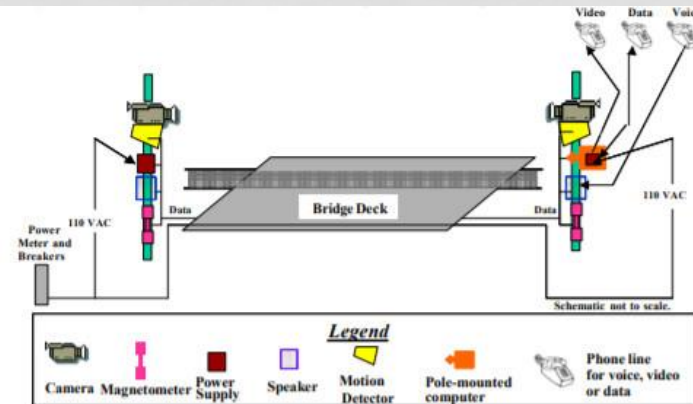 Video Data Voic
110 VAC
Data
Bridge Deck
Data
110 VAC
Power
Meter and
Breakers
Schematic not to scale.
Legend
Camera
Magnetometer
Power
Supply
Speaker
Motion
Detector
Pole-mounted
computer
Phone line
for voice, video
or data